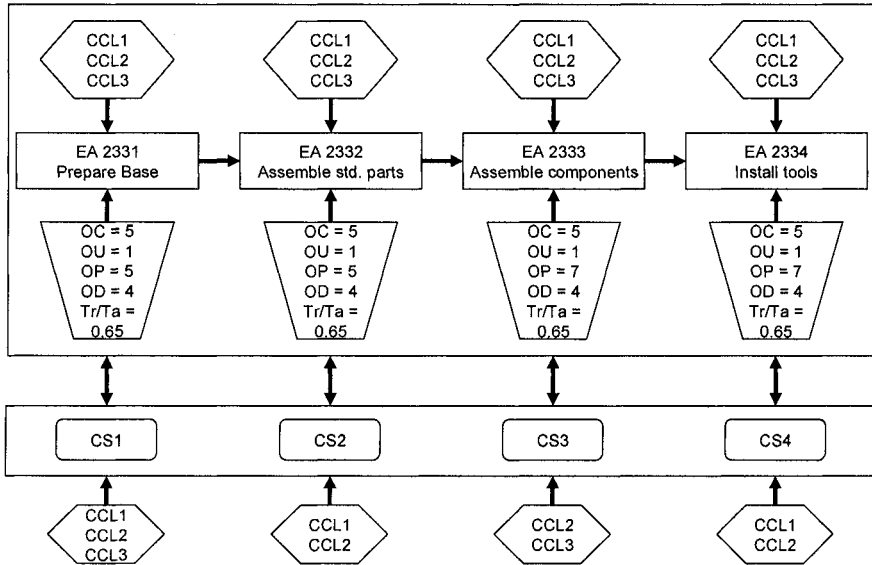 CCL1
CCL2
CCL3
CCL1
CCL2
CCL3
CCL1
CCL2
CCL3
CCL1
CCL2
CCL3
EA 2331
Prepare Base
EA 2332
Assemble std. parts
EA 2333
Assemble components
EA 2334
Install tools
OC = 5
OU = 1
OP = 5
OD = 4
Tr/Ta =
0.65
OC = 5
OU = 1
OP = 5
OD = 4
Tr/Ta =
0.65
OC = 5
OU = 1
OP = 7
OD = 4
Tr/Ta =
0.65
OC = 5
OU = 1
OP = 7
OD = 4
Tr/Ta =
0.65
CS1
CS2
CS3
CS4
CCL1
CCL2
CCL3
CCL1
CCL2
CCL2
CCL3
CCL1
CCL2